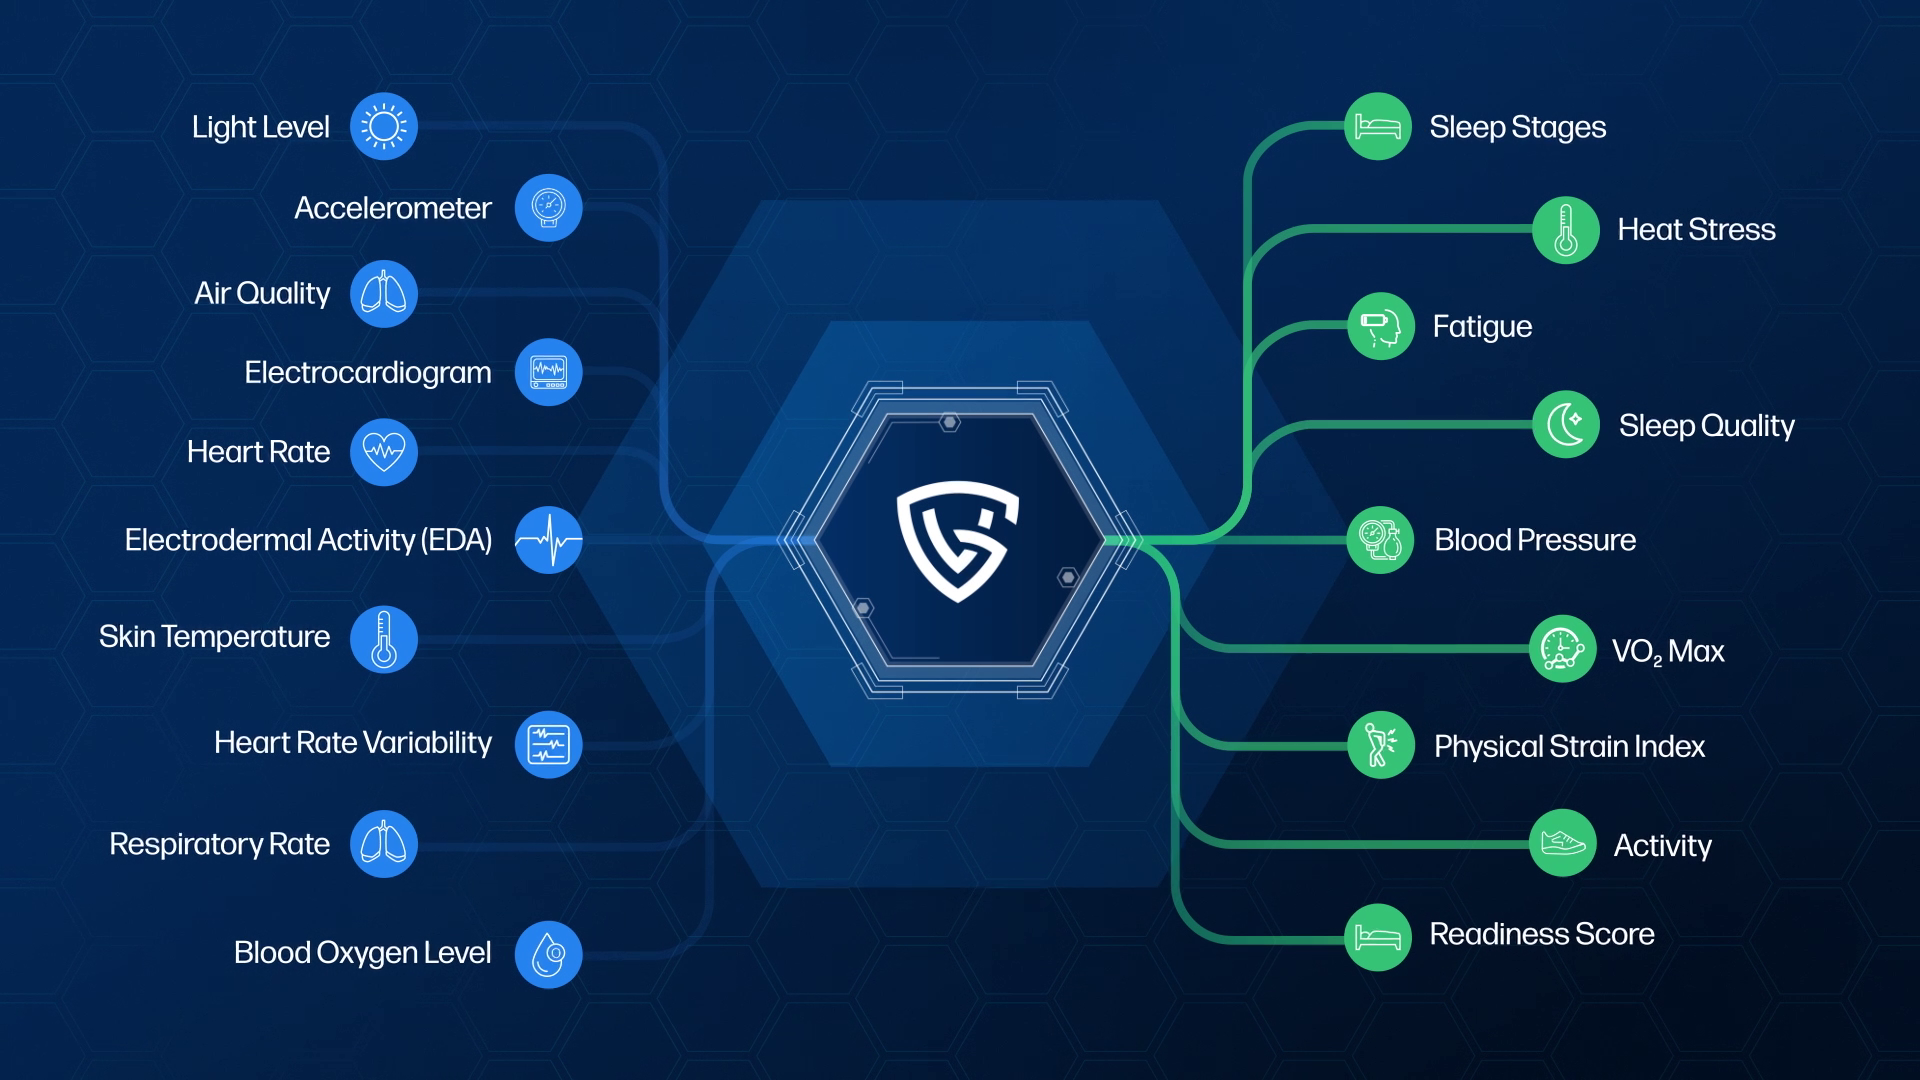 Light Level
Accelerometer
Air Quality
Electrocardiogram
Heart Rate
Electrodermal Activity (EDA)
Skin Temperature
Heart Rate Variability
Respiratory Rate
Blood Oxygen Level
Sleep Stages
Heat Stress
Fatigue
Sleep Quality
Blood Pressure
VO₂ Max
Physical Strain Index
Activity
Readiness Score